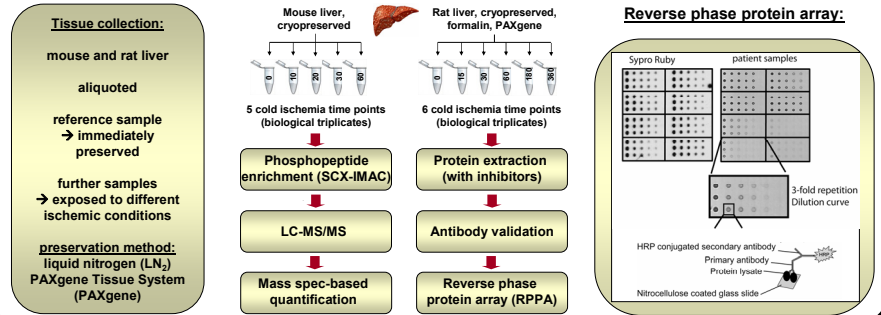 Tissue collection:
mouse and rat liver
aliquoted
reference sample
→ immediately
preserved
further samples
→ exposed to different
ischemic conditions
preservation method:
liquid nitrogen (LN₂)
PAXgene Tissue System
(PAXgene)
Mouse liver,
cryopreserved
0 10 20 30 60
5 cold ischemia time points
(biological triplicates)
Phosphopeptide
enrichment (SCX-IMAC)
LC-MS/MS
Mass spec-based
quantification
Rat liver, cryopreserved,
formalin, PAXgene
0 15 30 60 180 360
6 cold ischemia time points
(biological triplicates)
Protein extraction
(with inhibitors)
Antibody validation
Reverse phase
protein array (RPPA)
Reverse phase protein array:
Sypro Ruby patient samples
3-fold repetition
Dilution curve
HRP conjugated secondary antibody
HRP
Primary antibody
Protein lysate
Nitrocellulose coated glass slide